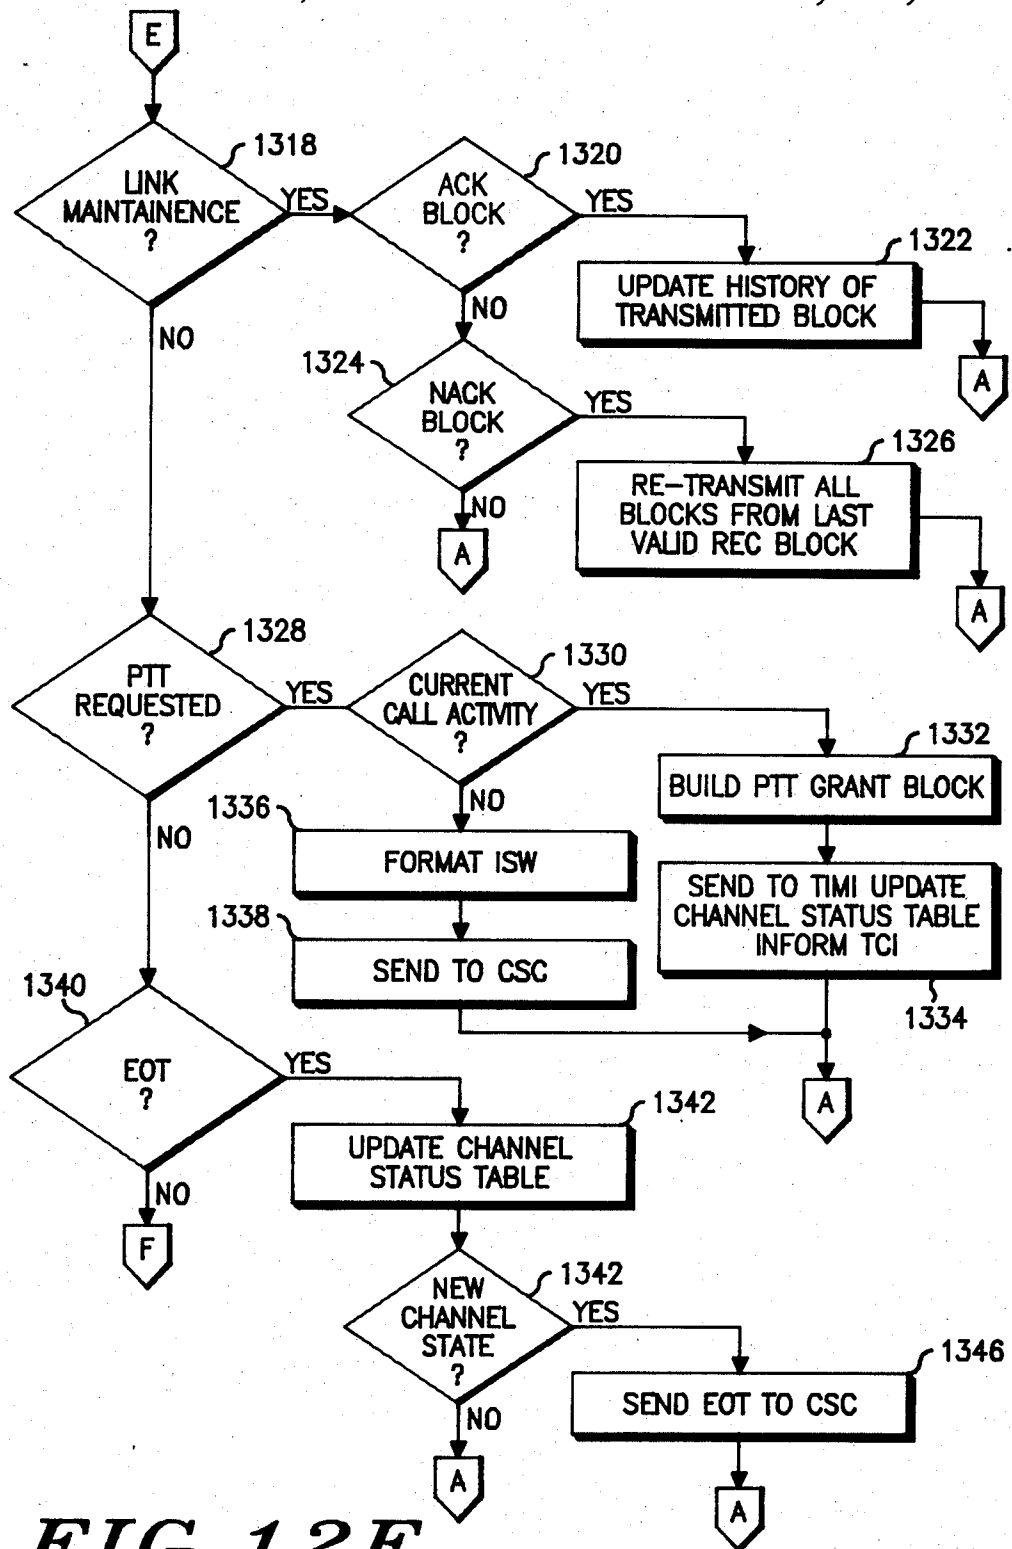 E
1318
LINK
MAINTAINENCE
?
YES
NO
1320
ACK
BLOCK
?
YES
NO
1322
UPDATE HISTORY OF
TRANSMITTED BLOCK
A
1324
NACK
BLOCK
?
YES
NO
A
1326
RE-TRANSMIT ALL
BLOCKS FROM LAST
VALID REC BLOCK
A
1328
PTT
REQUESTED
?
YES
NO
1330
CURRENT
CALL ACTIVITY
?
YES
NO
1332
BUILD PTT GRANT BLOCK
SEND TO TIMI UPDATE
CHANNEL STATUS TABLE
INFORM TCI
1334
1336
FORMAT ISW
1338
SEND TO CSC
A
1340
EOT
?
YES
NO
F
1342
UPDATE CHANNEL
STATUS TABLE
1342
NEW
CHANNEL
STATE
?
YES
NO
A
1346
SEND EOT TO CSC
A